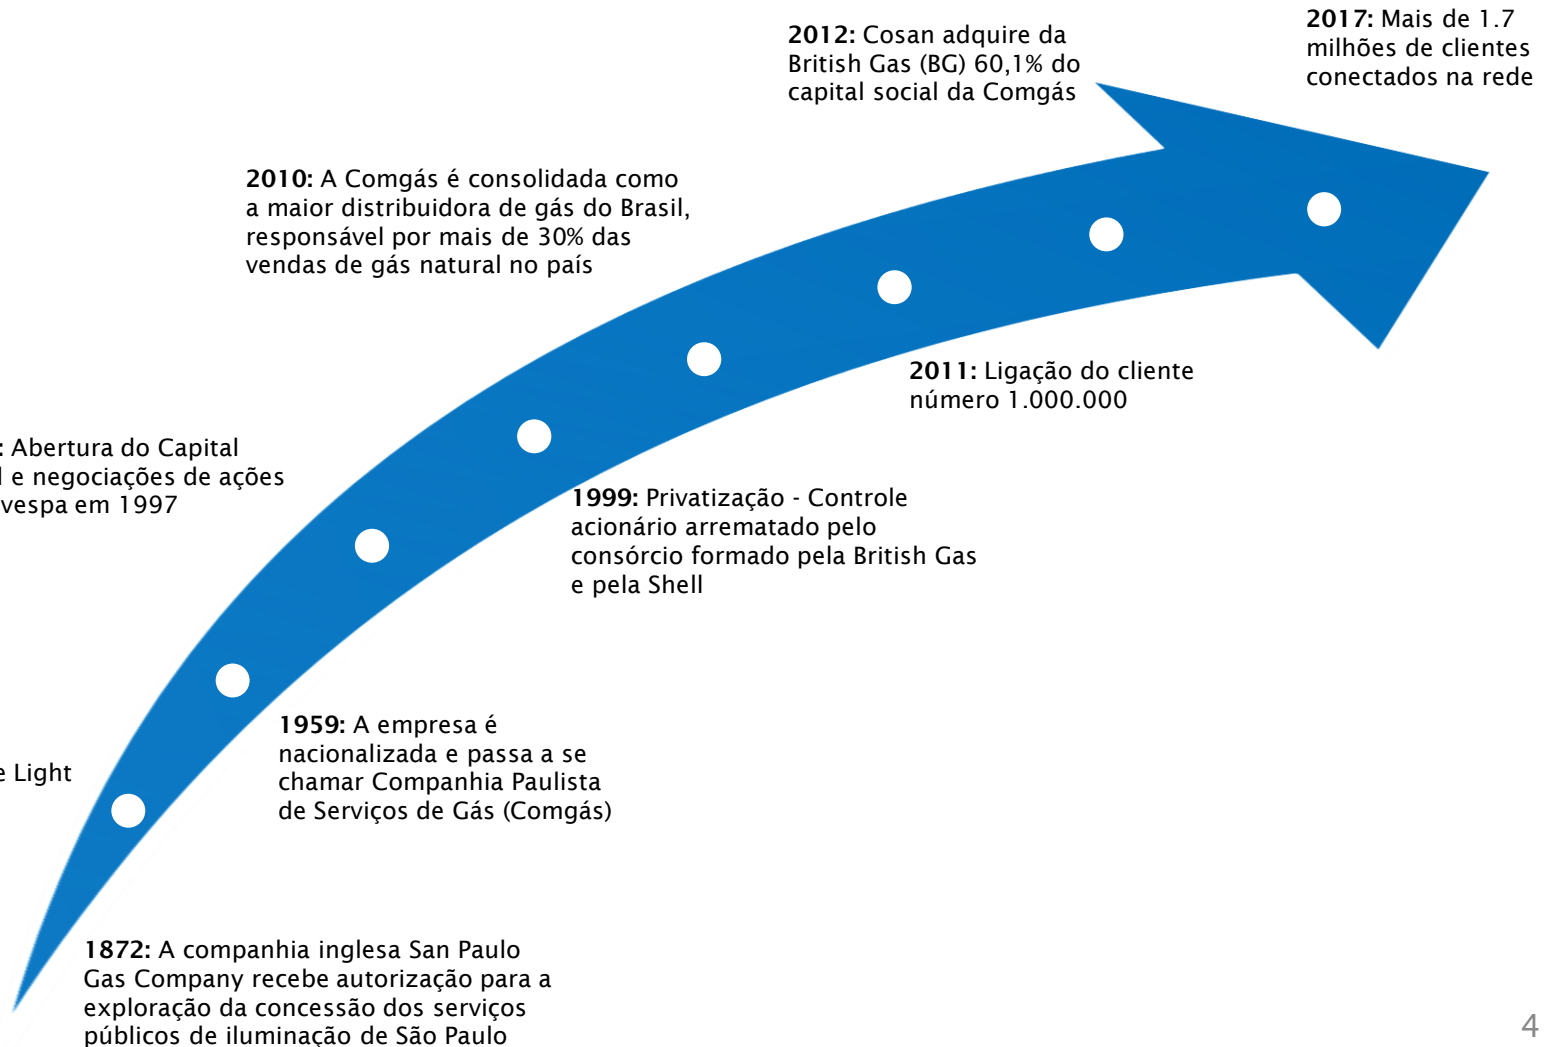 2017: Mais de 1.7
milhões de clientes
conectados na rede
2012: Cosan adquire da
British Gas (BG) 60,1% do
capital social da Comgás
2010: A Comgás é consolidada como
a maior distribuidora de gás do Brasil,
responsável por mais de 30% das
vendas de gás natural no país
2011: Ligação do cliente
número 1.000.000
: Abertura do Capital
e negociações de ações
vespa em 1997
1999: Privatização - Controle
acionário arrematado pelo
consórcio formado pela British Gas
e pela Shell
1959: A empresa é
nacionalizada e passa a se
chamar Companhia Paulista
de Serviços de Gás (Comgás)
Light
1872: A companhia inglesa San Paulo
Gas Company recebe autorização para a
exploração da concessão dos serviços
públicos de iluminação de São Paulo
4